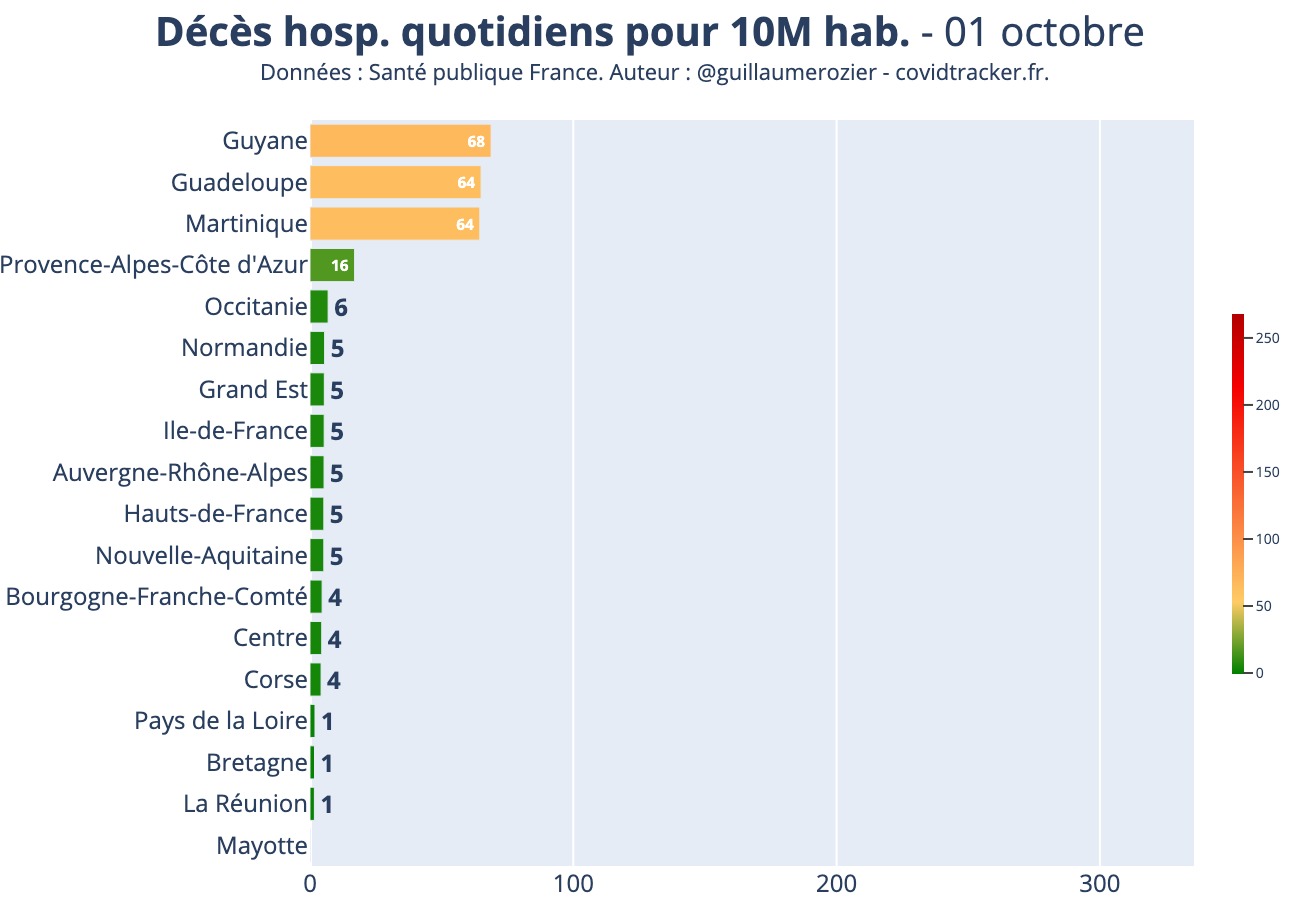 Décès hosp. quotidiens pour 10M hab. - 01 octobre
Données : Santé publique France. Auteur : @guillaumerozier - covidtracker.fr.
Guyane 68
Guadeloupe 64
Martinique 64
Provence-Alpes-Côte d'Azur 16
Occitanie 6
Normandie 5
Grand Est 5
Ile-de-France 5
Auvergne-Rhône-Alpes 5
Hauts-de-France 5
Nouvelle-Aquitaine 5
Bourgogne-Franche-Comté 4
Centre 4
Corse 4
Pays de la Loire 1
Bretagne 1
La Réunion 1
Mayotte
0 100 200 300
250
200
150
100
50
0